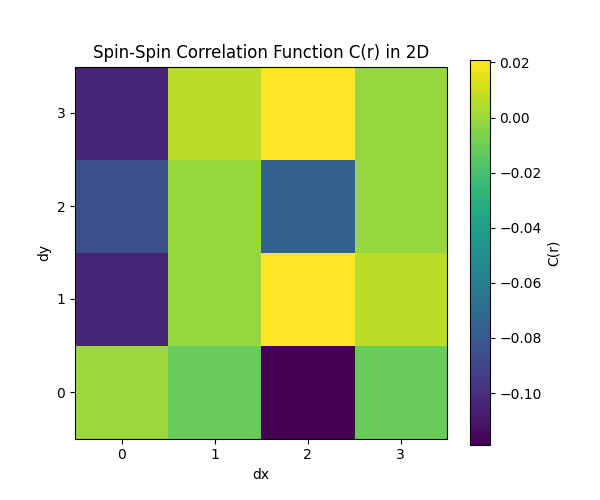 Spin-Spin Correlation Function C(r) in 2D
3
2
1
0
dy
0 1 2 3
dx
0.02
0.00
−0.02
−0.04
−0.06
−0.08
−0.10
C(r)